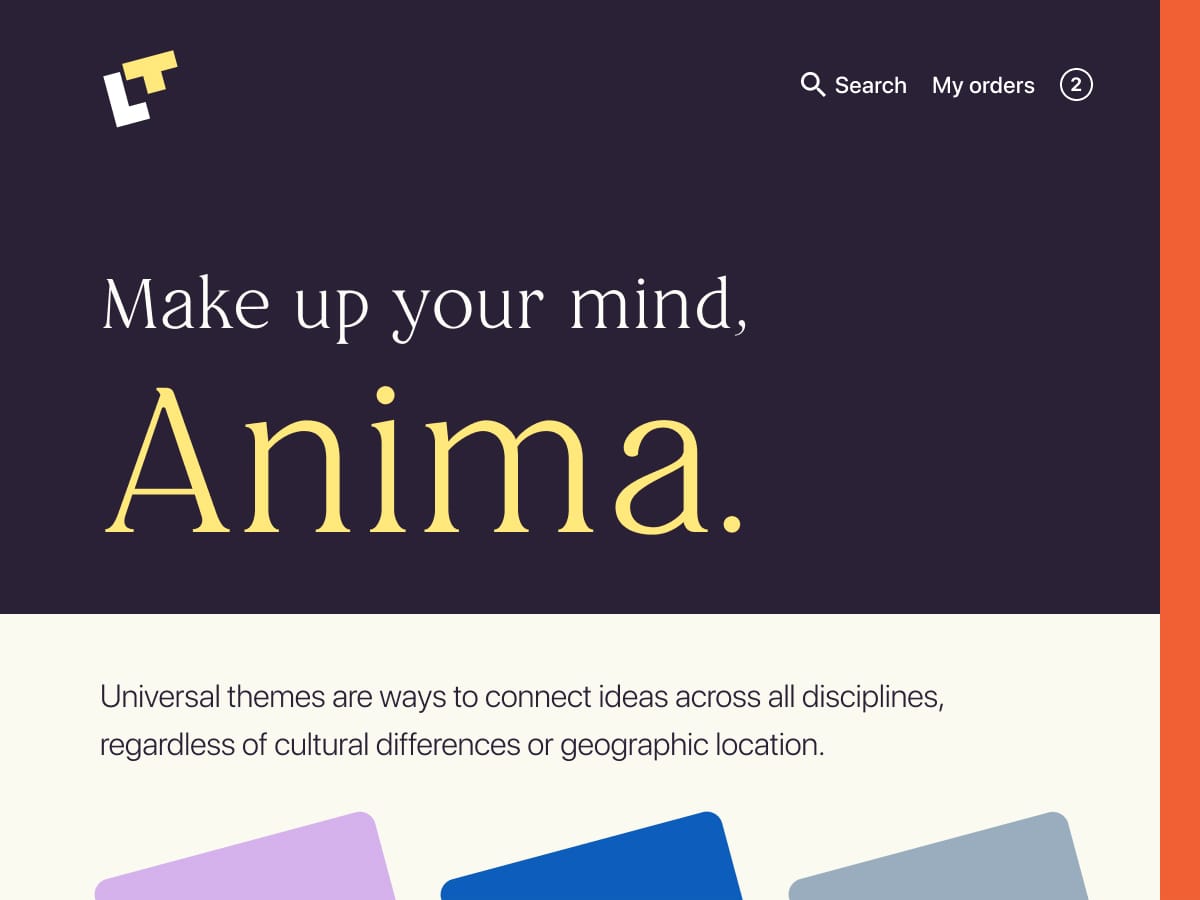 LT
Search My orders 2
Make up your mind,
Anima.
Universal themes are ways to connect ideas across all disciplines,
regardless of cultural differences or geographic location.